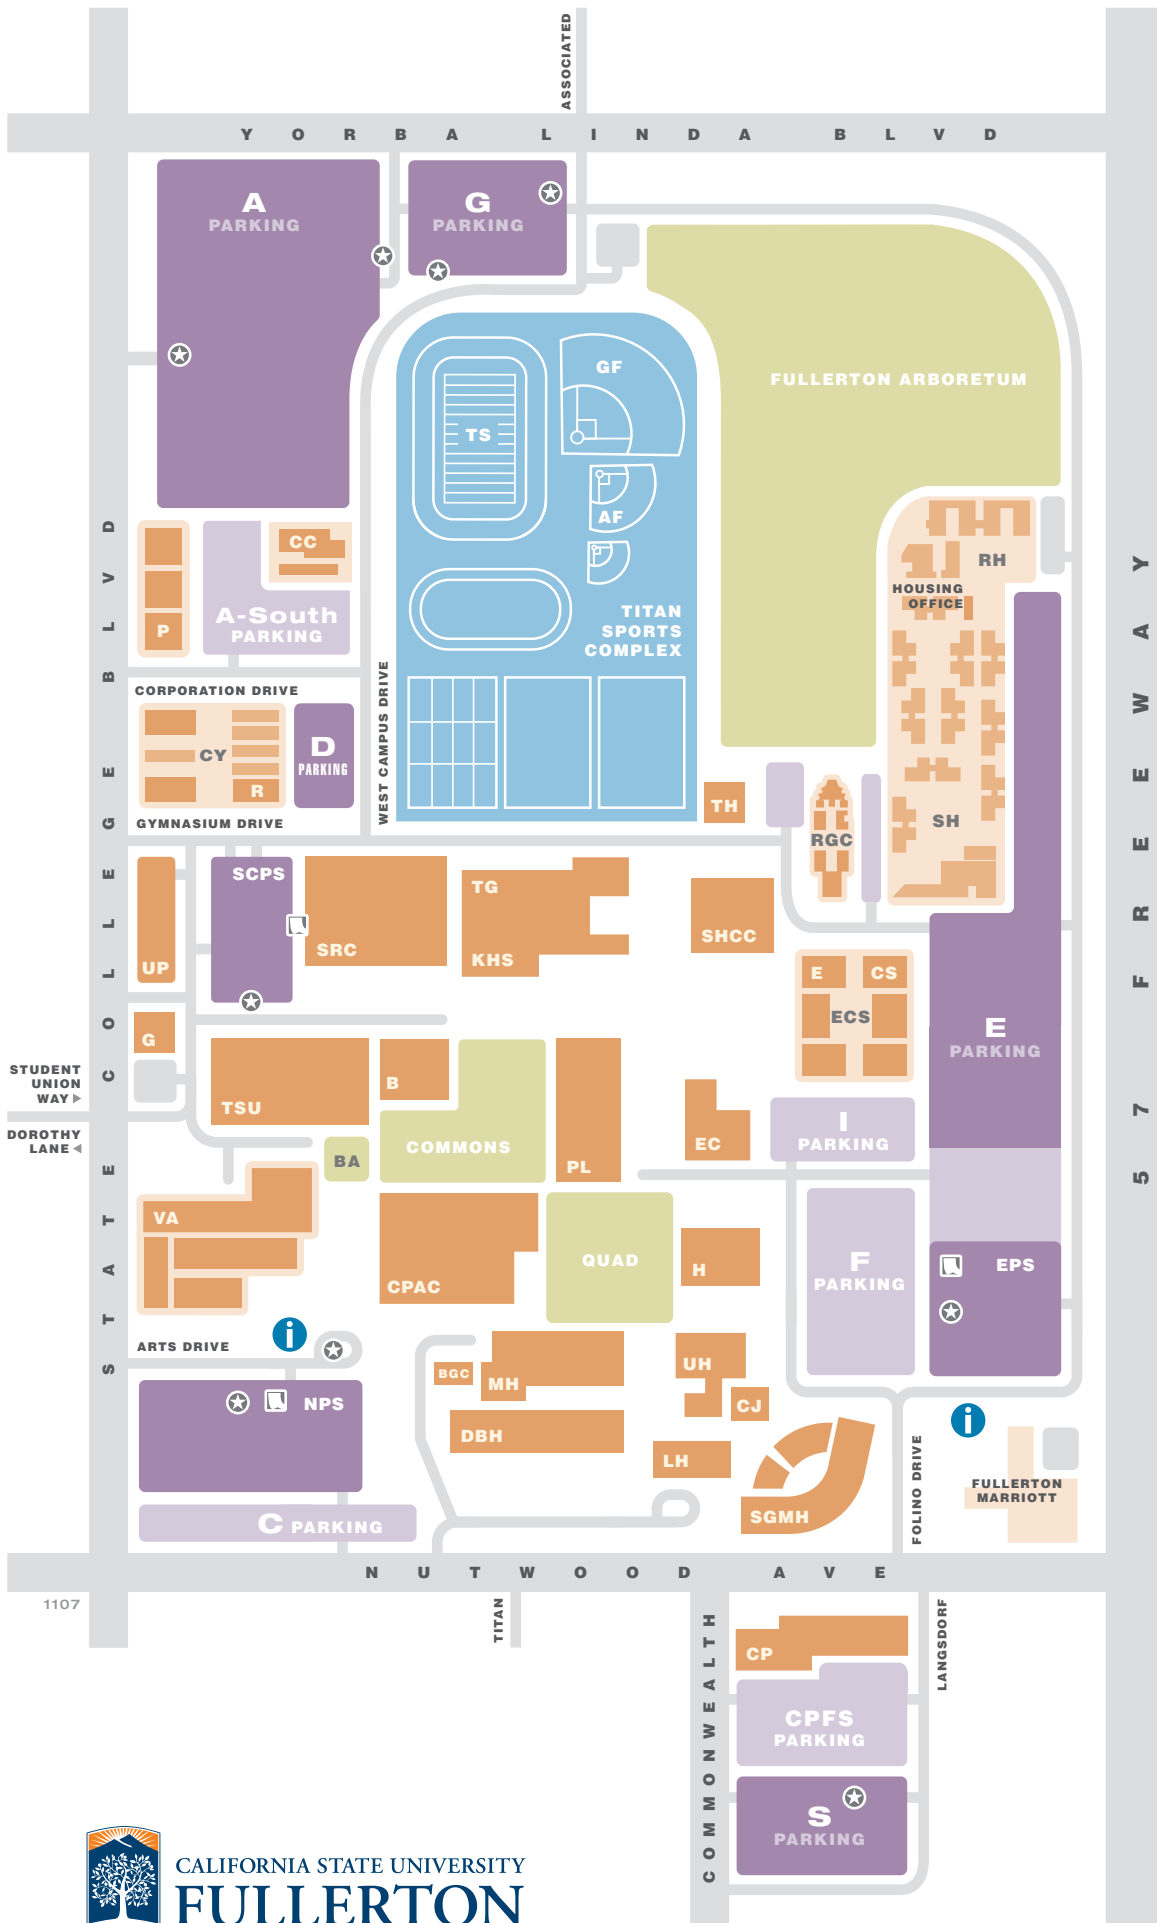 ASSOCIATED
YORBA LINDA BLVD
A
PARKING
G
PARKING
FULLERTON ARBORETUM
GF
TS
AF
TITAN
SPORTS
COMPLEX
CC
P
A-South
PARKING
RH
HOUSING
OFFICE
STATE COLLEGE BLVD
57 FREEWAY
CORPORATION DRIVE
WEST CAMPUS DRIVE
CY
R
D
PARKING
GYMNASIUM DRIVE
TH
RGC
SH
SCPS
UP
SRC
TG
KHS
SHCC
E
CS
ECS
E
PARKING
G
STUDENT
UNION
WAY
DOROTHY
LANE
TSU
B
COMMONS
BA
PL
EC
I
PARKING
VA
CPAC
QUAD
H
F
PARKING
EPS
i
ARTS DRIVE
BGC
MH
UH
CJ
NPS
DBH
LH
SGMH
i
FOLINO DRIVE
FULLERTON
MARRIOTT
C PARKING
NUTWOOD AVE
1107
TITAN
COMMONWEALTH
LANGSDORF
CP
CPFS
PARKING
S
PARKING
CALIFORNIA STATE UNIVERSITY
FULLERTON